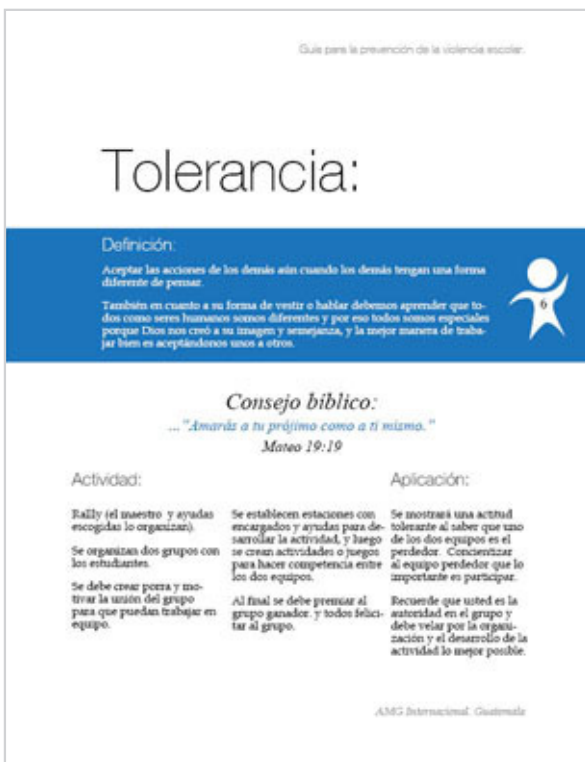 Guía para la prevención de la violencia escolar.
Tolerancia:
Definición:
Aceptar las acciones de los demás aún cuando los demás tengan una forma
diferente de pensar.
También en cuanto a su forma de vestir o hablar debemos aprender que to-
dos como seres humanos somos diferentes y por eso todos somos especiales
porque Dios nos creó a su imagen y semejanza, y la mejor manera de traba-
jar bien es aceptándonos unos a otros.
6
Consejo bíblico:
..."Amarás a tu prójimo como a ti mismo."
Mateo 19:19
Actividad:
Rallly (el maestro y ayudas
escogidas lo organizan).
Se organizan dos grupos con
los estudiantes.
Se debe crear porra y mo-
tivar la unión del grupo
para que puedan trabajar en
equipo.
Se establecen estaciones con
encargados y ayudas para de-
sarrollar la actividad, y luego
se crean actividades o juegos
para hacer competencia entre
los dos equipos.
Al final se debe premiar al
grupo ganador. y todos felici-
tar al grupo.
Aplicación:
Se mostrará una actitud
tolerante al saber que uno
de los dos equipos es el
perdedor. Concientizar
al equipo perdedor que lo
importante es participar.
Recuerde que usted es la
autoridad en el grupo y
debe velar por la organi-
zación y el desarrollo de la
actividad lo mejor posible.
AMG Internacional. Guatemala